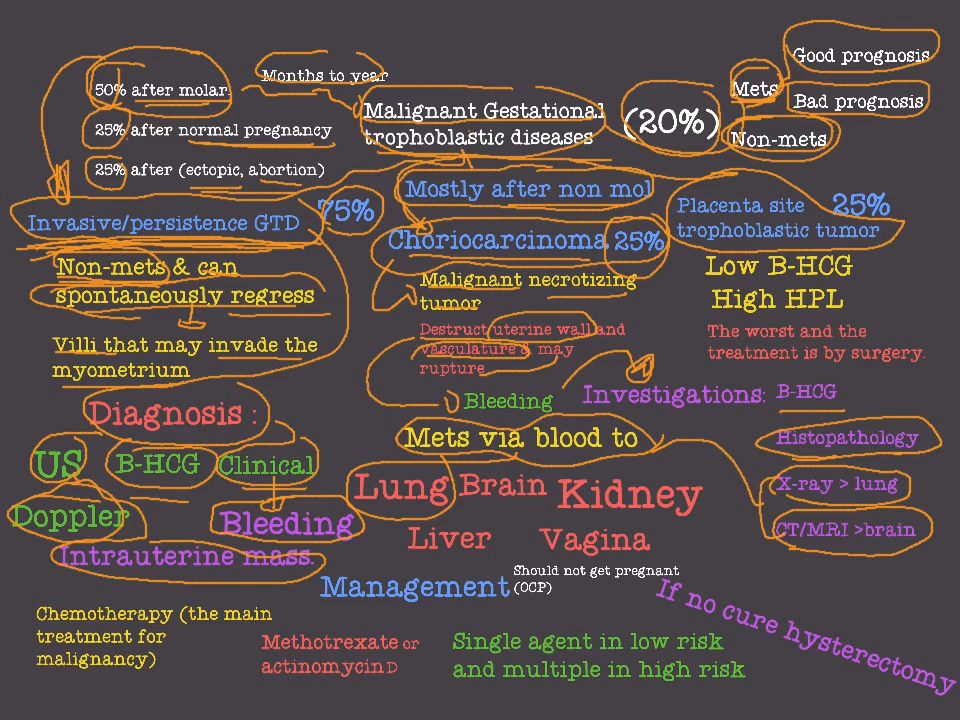 50% after molar.
25% after normal pregnancy
25% after (ectopic, abortion)
Months to year
Malignant Gestational
trophoblastic diseases
(20%)
Mets
Non-mets
Good prognosis
Bad prognosis
Invasive/persistence GTD
75%
Non-mets & can
spontaneously regress
Villi that may invade the
myometrium
Mostly after non mol
Choriocarcinoma 25%
Malignant necrotizing
tumor
Destruct uterine wall and
vasculature & may
rupture
Bleeding
Placenta site 25%
trophoblastic tumor
Low B-HCG
High HPL
The worst and the
treatment is by surgery.
Diagnosis :
US
B-HCG
Clinical
Doppler
Bleeding
Intrauterine mass.
Mets via blood to
Lung Brain Kidney
Liver Vagina
Investigations: B-HCG
Histopathology
X-ray > lung
CT/MRI >brain
Management
Should not get pregnant
(OCP)
Chemotherapy (the main
treatment for
malignancy)
Methotrexate or
actinomycin D
Single agent in low risk
and multiple in high risk
If no cure hysterectomy